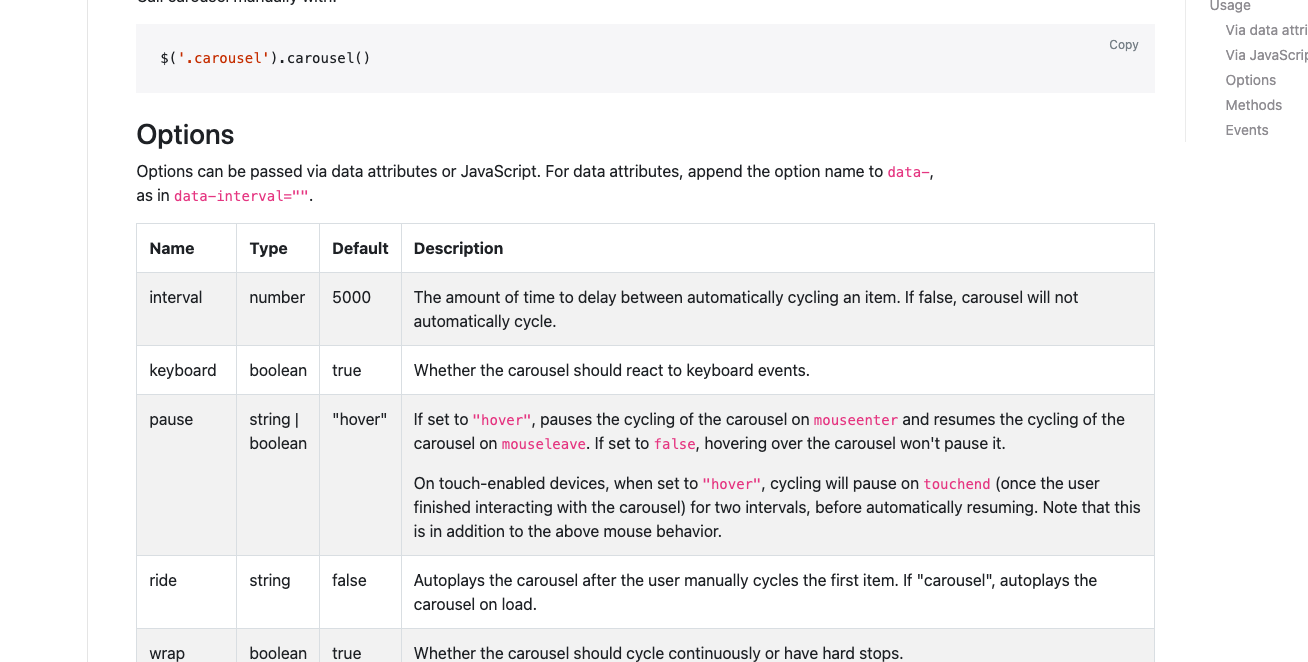 Call carousel manually with:
Copy
$('.carousel').carousel()
Options
Options can be passed via data attributes or JavaScript. For data attributes, append the option name to data-,
as in data-interval="".
Name Type Default Description
interval number 5000 The amount of time to delay between automatically cycling an item. If false, carousel will not
automatically cycle.
keyboard boolean true Whether the carousel should react to keyboard events.
pause string | "hover" If set to "hover", pauses the cycling of the carousel on mouseenter and resumes the cycling of the
boolean carousel on mouseleave. If set to false, hovering over the carousel won't pause it.
On touch-enabled devices, when set to "hover", cycling will pause on touchend (once the user
finished interacting with the carousel) for two intervals, before automatically resuming. Note that this
is in addition to the above mouse behavior.
ride string false Autoplays the carousel after the user manually cycles the first item. If "carousel", autoplays the
carousel on load.
wrap boolean true Whether the carousel should cycle continuously or have hard stops.
Usage
Via data attri
Via JavaScrip
Options
Methods
Events